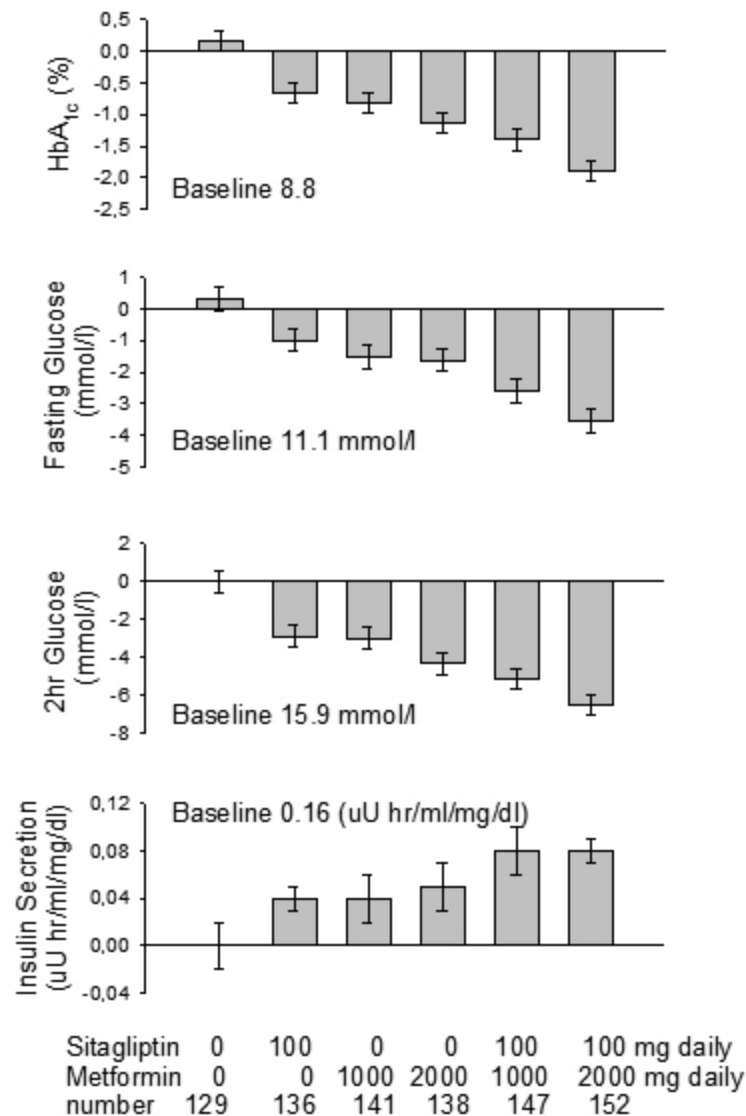 HbA1c (%)
0,5
0,0
-0,5
-1,0
-1,5
-2,0
-2,5
Baseline 8.8
Fasting Glucose
(mmol/l)
1
0
-1
-2
-3
-4
-5
Baseline 11.1 mmol/l
2hr Glucose
(mmol/l)
2
0
-2
-4
-6
-8
Baseline 15.9 mmol/l
Insulin Secretion
(uU hr/ml/mg/dl)
0,12
0,08
0,04
0,00
-0,04
Baseline 0.16 (uU hr/ml/mg/dl)
Sitagliptin 0 100 0 0 100 100 mg daily
Metformin 0 0 1000 2000 1000 2000 mg daily
number 129 136 141 138 147 152